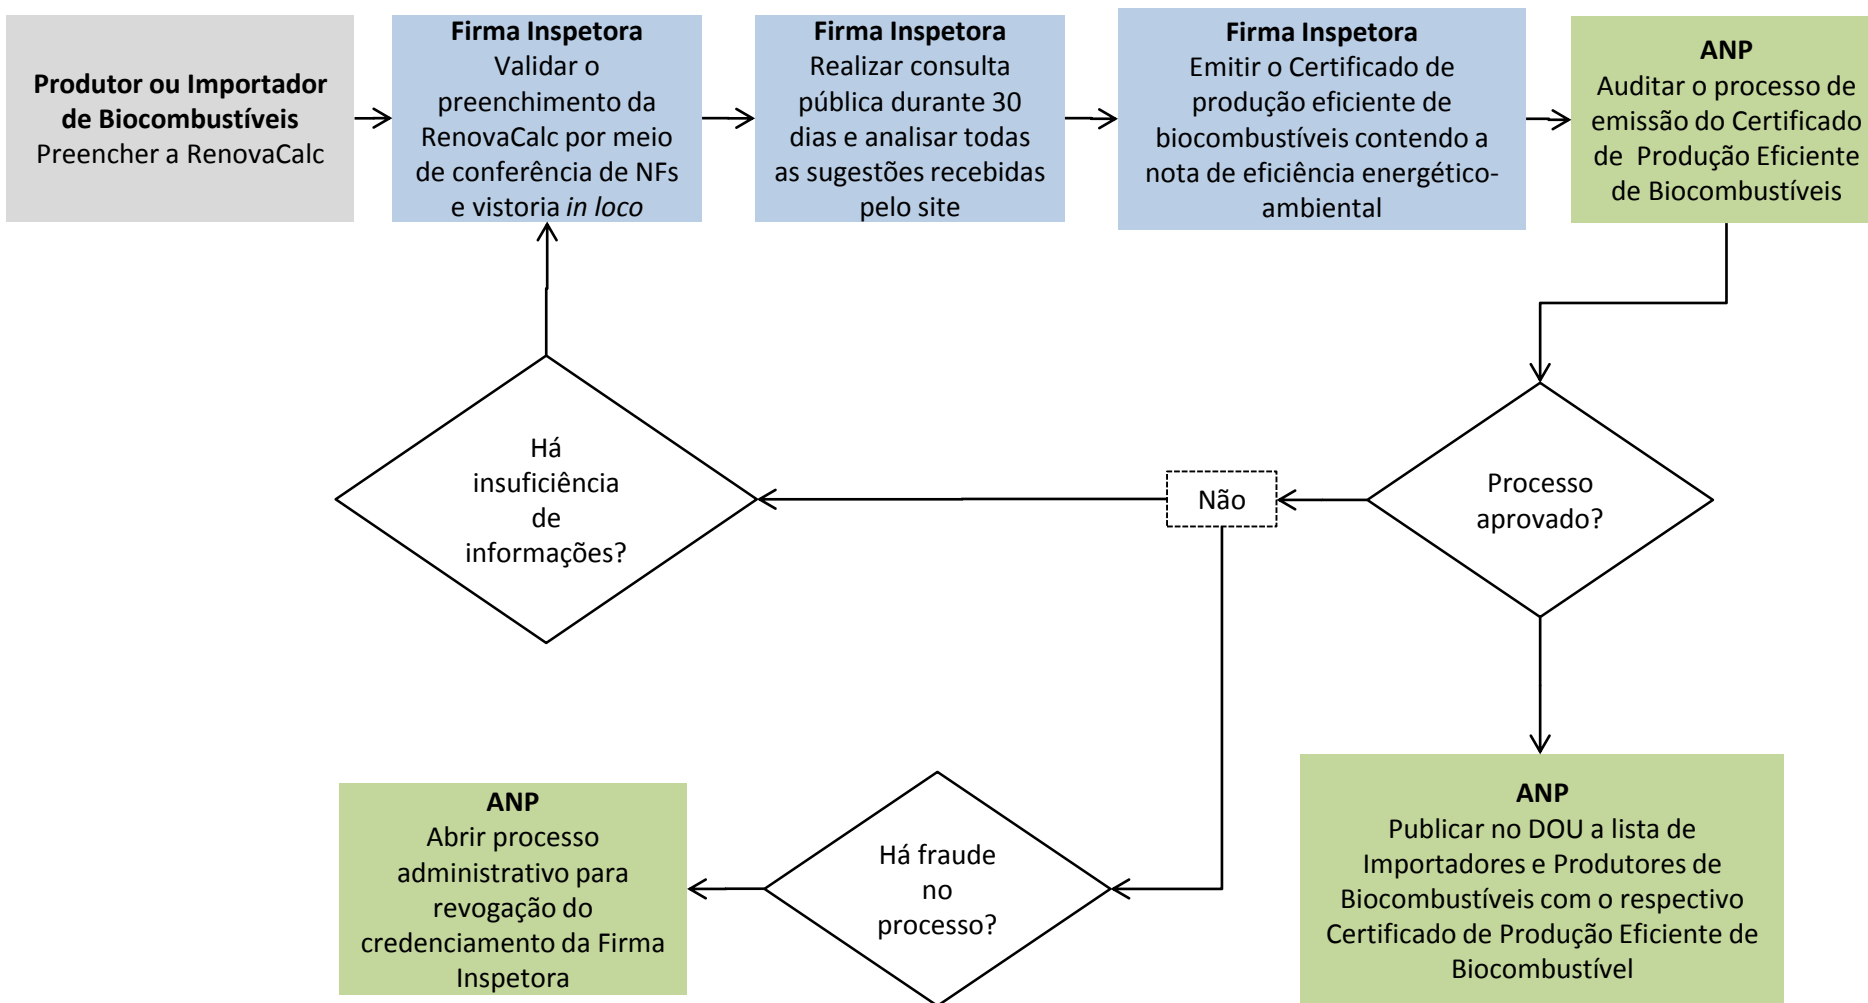 Produtor ou Importador
de Biocombustíveis
Preencher a RenovaCalc
Firma Inspetora
Validar o
preenchimento da
RenovaCalc por meio
de conferência de NFs
e vistoria in loco
Firma Inspetora
Realizar consulta
pública durante 30
dias e analisar todas
as sugestões recebidas
pelo site
Firma Inspetora
Emitir o Certificado de
produção eficiente de
biocombustíveis contendo a
nota de eficiência energético-
ambiental
ANP
Auditar o processo de
emissão do Certificado
de Produção Eficiente
de Biocombustíveis
Há
insuficiência
de
informações?
Não
Processo
aprovado?
ANP
Abrir processo
administrativo para
revogação do
credenciamento da Firma
Inspetora
Há fraude
no
processo?
ANP
Publicar no DOU a lista de
Importadores e Produtores de
Biocombustíveis com o respectivo
Certificado de Produção Eficiente de
Biocombustível